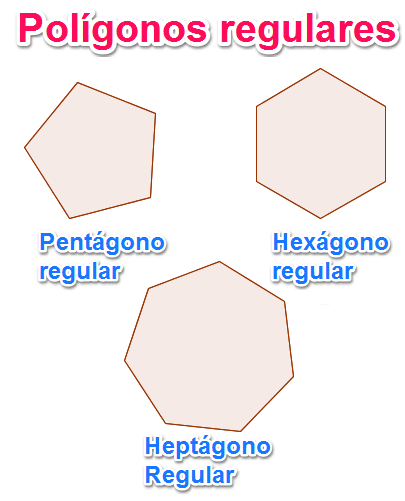 Polígonos regulares
Pentágono
regular
Hexágono
regular
Heptágono
Regular